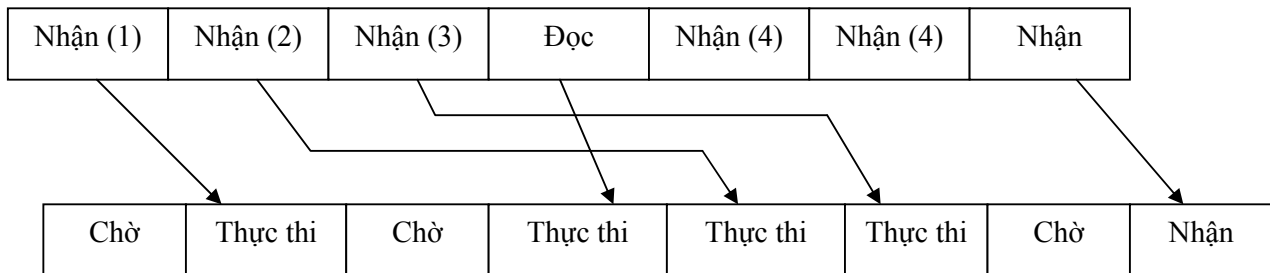 Nhận (1) Nhận (2) Nhận (3) Đọc Nhận (4) Nhận (4) Nhận
Chờ Thực thi Chờ Thực thi Thực thi Thực thi Chờ Nhận